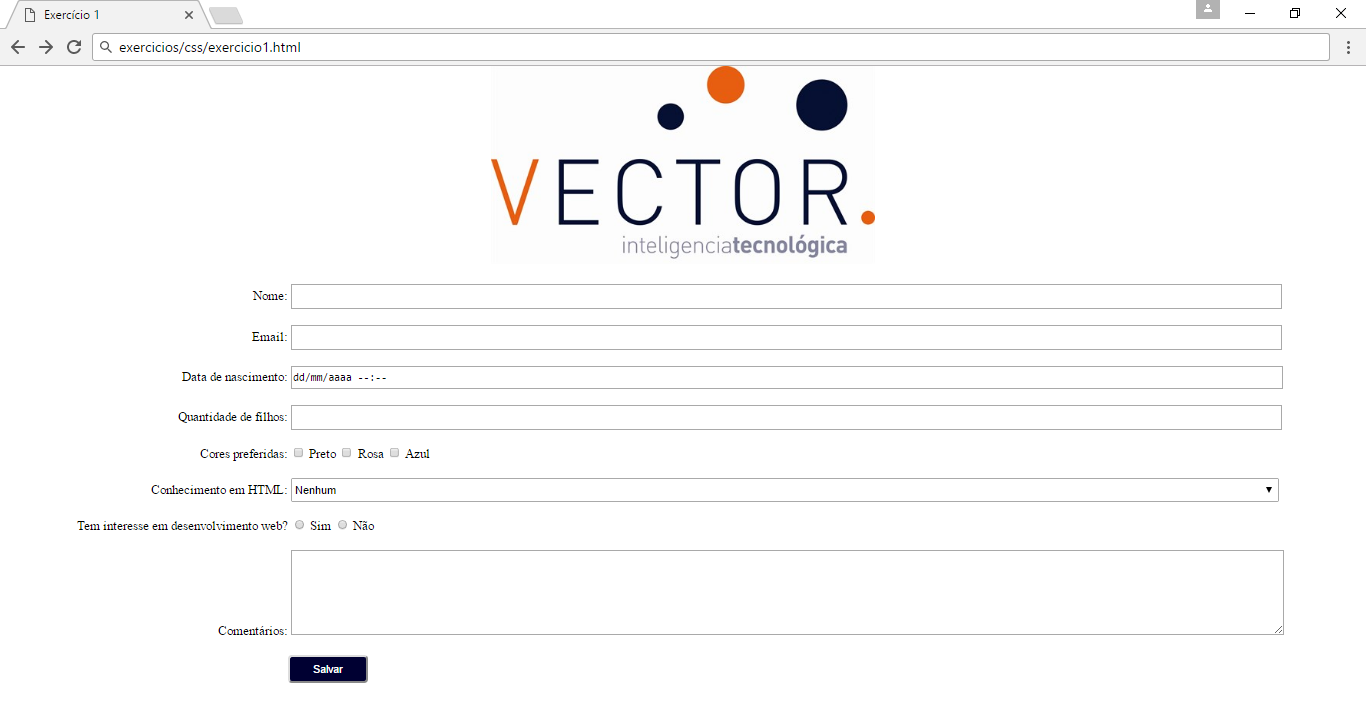 Exercício 1
exercicios/css/exercicio1.html
VECTOR.
inteligenciatecnológica
Nome:
Email:
Data de nascimento: dd/mm/aaaa --:--
Quantidade de filhos:
Cores preferidas: Preto Rosa Azul
Conhecimento em HTML: Nenhum
Tem interesse em desenvolvimento web? Sim Não
Comentários:
Salvar